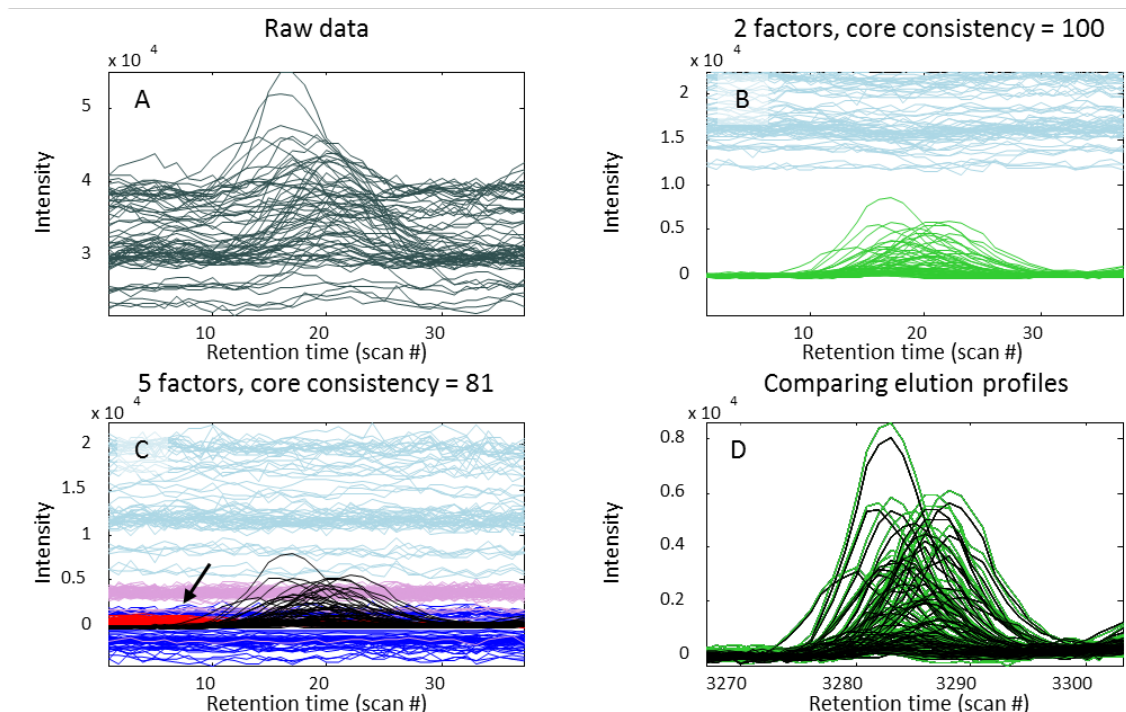 Raw data
x 10 4
A
5
4
3
Intensity
10 20 30
Retention time (scan #)
2 factors, core consistency = 100
x 10 4
B
2
1.5
1
0.5
0
Intensity
10 20 30
Retention time (scan #)
5 factors, core consistency = 81
x 10 4
C
2
1.5
1
0.5
0
Intensity
10 20 30
Retention time (scan #)
Comparing elution profiles
x 10 4
D
0.8
0.6
0.4
0.2
0
Intensity
3270 3280 3290 3300
Retention time (scan #)